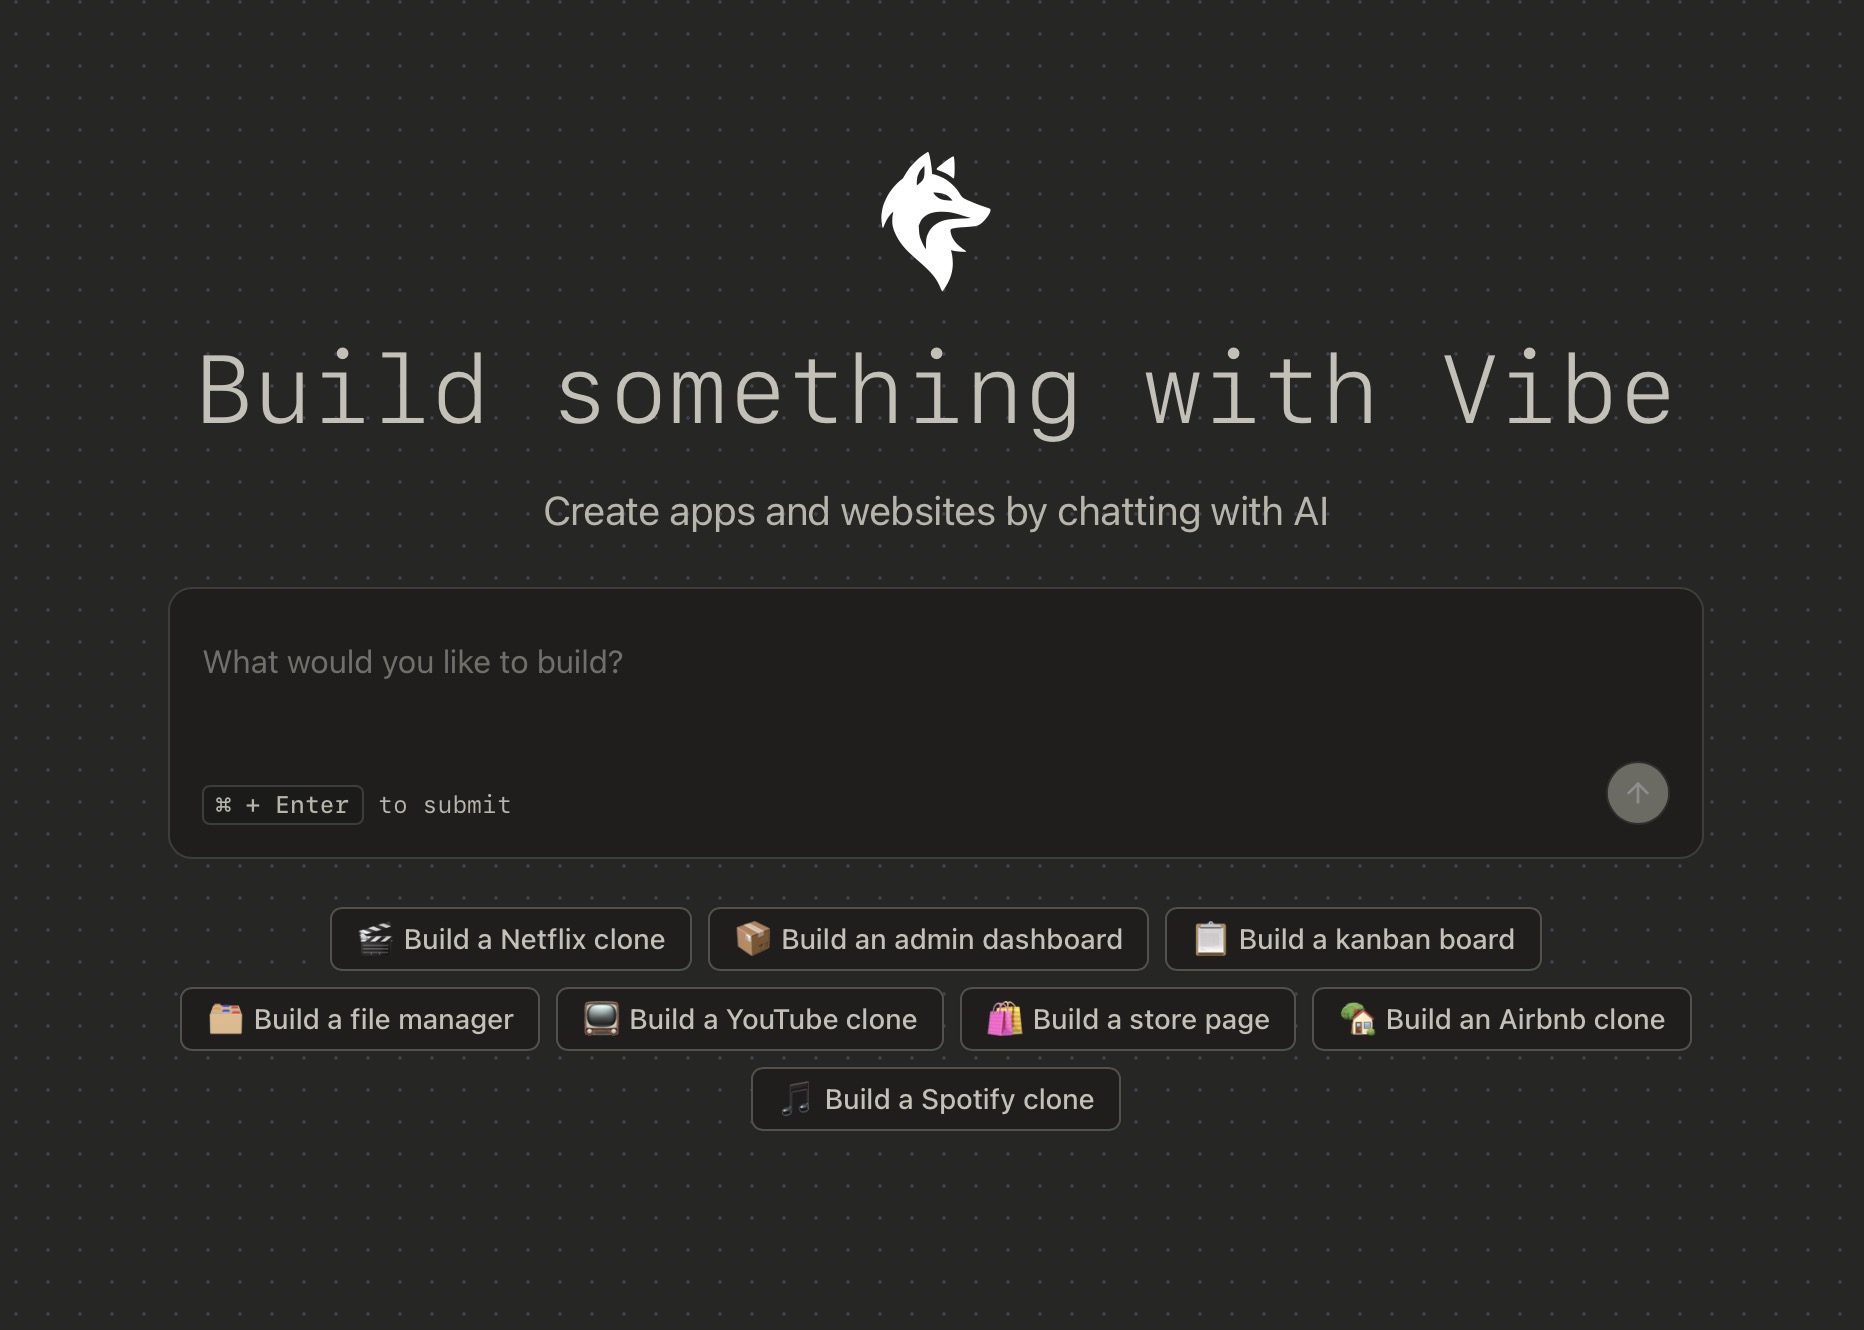 Build something with Vibe
Create apps and websites by chatting with AI
What would you like to build?
⌘ + Enter to submit
🎬 Build a Netflix clone
📦 Build an admin dashboard
📋 Build a kanban board
🗂️ Build a file manager
📺 Build a YouTube clone
🛍️ Build a store page
🏡 Build an Airbnb clone
🎵 Build a Spotify clone